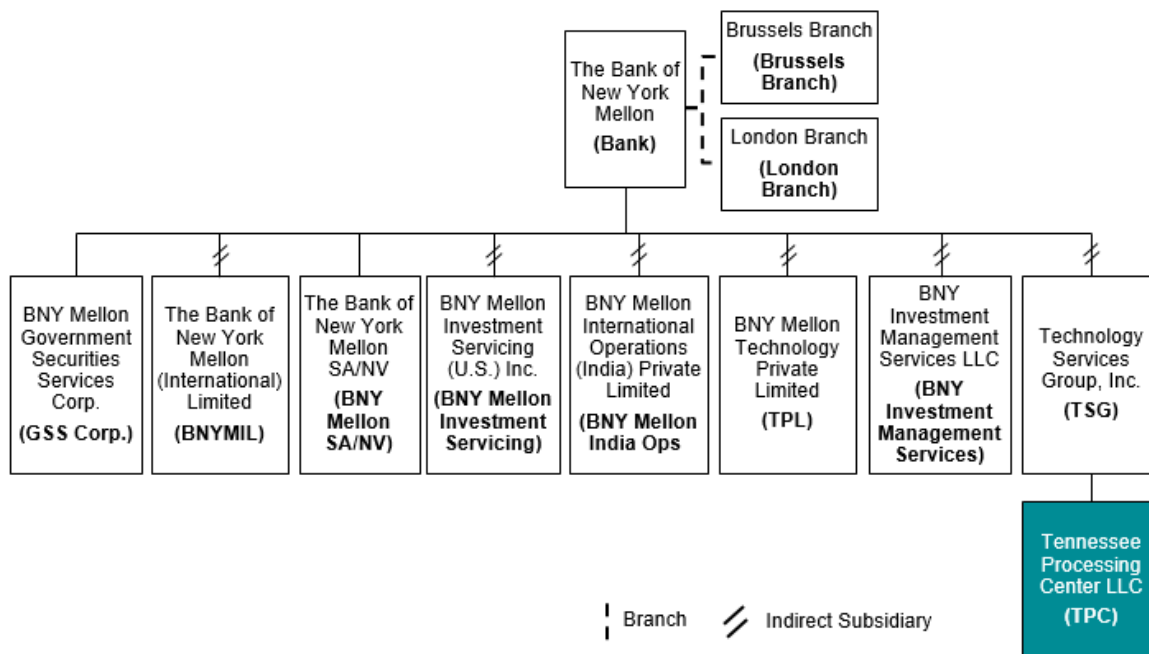 The Bank of
New York
Mellon
(Bank)
Brussels Branch
(Brussels
Branch)
London Branch
(London
Branch)
BNY Mellon
Government
Securities
Services
Corp.
(GSS Corp.)
The Bank of
New York
Mellon
(International)
Limited
(BNYMIL)
The Bank of
New York
Mellon
SA/NV
(BNY
Mellon
SA/NV)
BNY Mellon
Investment
Servicing
(U.S.) Inc.
(BNY Mellon
Investment
Servicing)
BNY Mellon
International
Operations
(India) Private
Limited
(BNY Mellon
India Ops
BNY Mellon
Technology
Private
Limited
(TPL)
BNY
Investment
Management
Services LLC
(BNY
Investment
Management
Services)
Technology
Services
Group, Inc.
(TSG)
Tennessee
Processing
Center LLC
(TPC)
Branch
Indirect Subsidiary